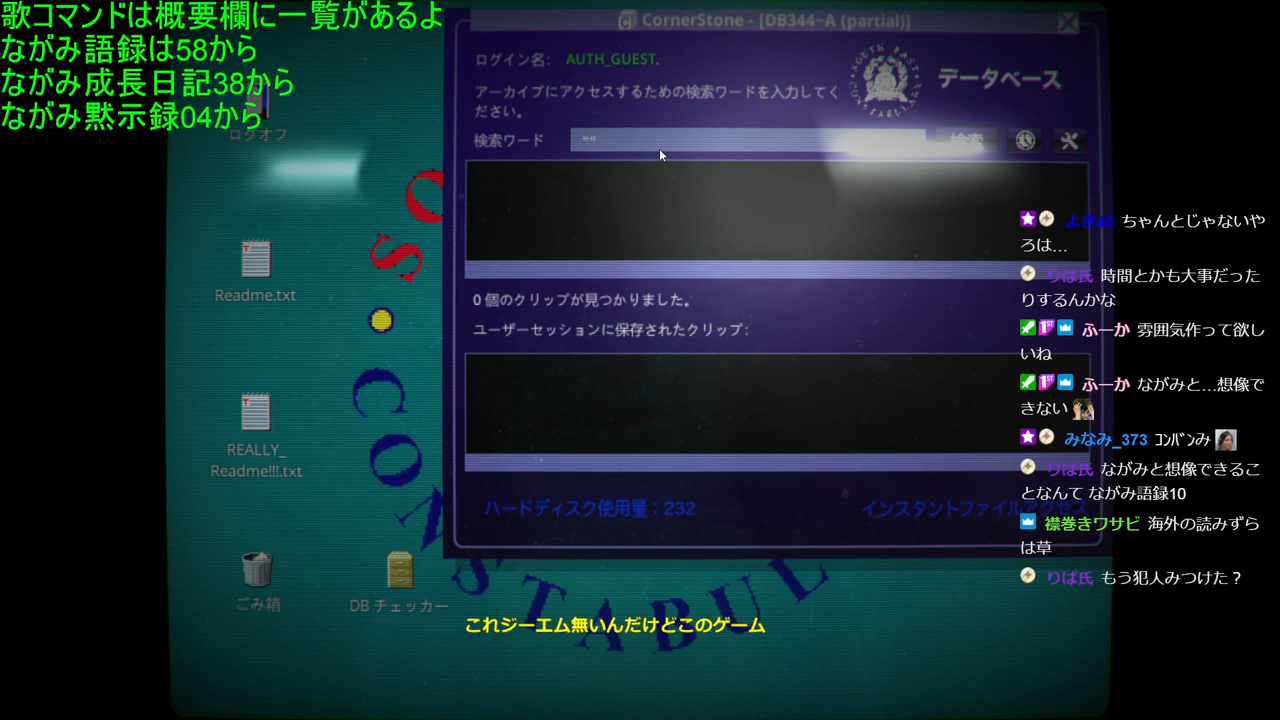 歌コマンドは概要欄に一覧があるよ
ながみ語録は58から
ながみ成長日記38から
ながみ黙示録04から
ログオフ
Readme.txt
REALLY_
Readme!!!.txt
ごみ箱
DB チェッカー
CornerStone - [DB344~A (partial)]
ログイン名: AUTH_GUEST.
アーカイブにアクセスするための検索ワードを入力してく
ださい。
SOUTH EAST
データベース
検索ワード
""
検索
0 個のクリップが見つかりました。
ユーザーセッションに保存されたクリップ:
ハードディスク使用量：232
インスタントファイルアクセス
SO
CONSTABUL
これジーエム無いんだけどこのゲーム
よき45 ちゃんとじゃないや
ろは…
りば氏 時間とかも大事だった
りするんかな
ふーか 雰囲気作って欲し
いね
ふーか ながみと…想像で
きない
みなみ_373 ｺﾝﾊﾞﾝみ
りば氏 ながみと想像できるこ
となんて ながみ語録10
襟巻きワサビ 海外の読みずら
は草
りば氏 もう犯人みつけた？